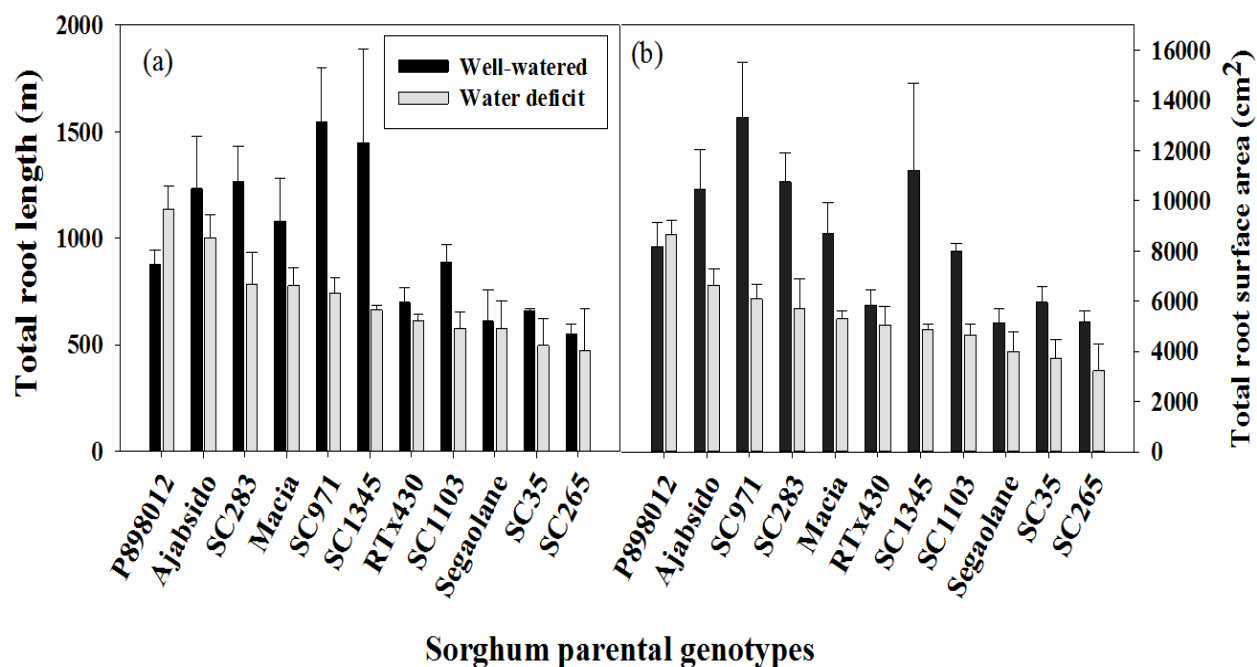 Total root length (m)
2000
1500
1000
500
0
(a)
Well-watered
Water deficit
P898012
Ajabsido
SC283
Macia
SC971
SC1345
RTx430
SC1103
Segaolane
SC35
SC265
(b)
P898012
Ajabsido
SC971
SC283
Macia
RTx430
SC1345
SC1103
Segaolane
SC35
SC265
16000
14000
12000
10000
8000
6000
4000
2000
0
Total root surface area (cm²)
Sorghum parental genotypes